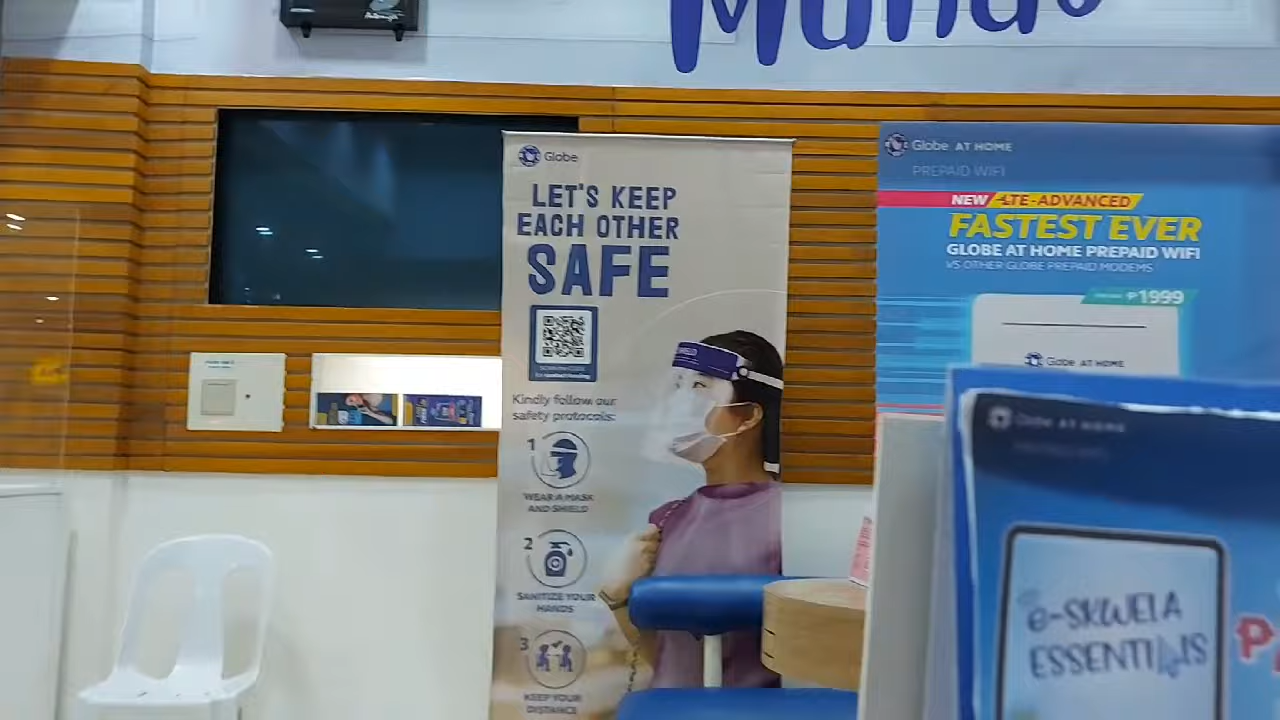 Globe
LET'S KEEP
EACH OTHER
SAFE
Kindly follow our
safety protocols:
1
WEAR A MASK
AND SHIELD
2
SANITIZE YOUR
HANDS
3
KEEP YOUR
DISTANCE
Globe AT HOME
PREPAID WIFI
NEW LTE-ADVANCED
FASTEST EVER
GLOBE AT HOME PREPAID WIFI
VS OTHER GLOBE PREPAID MODEMS
₱1999
Globe AT HOME
Globe AT HOME
e-SKWELA
ESSENTIALS